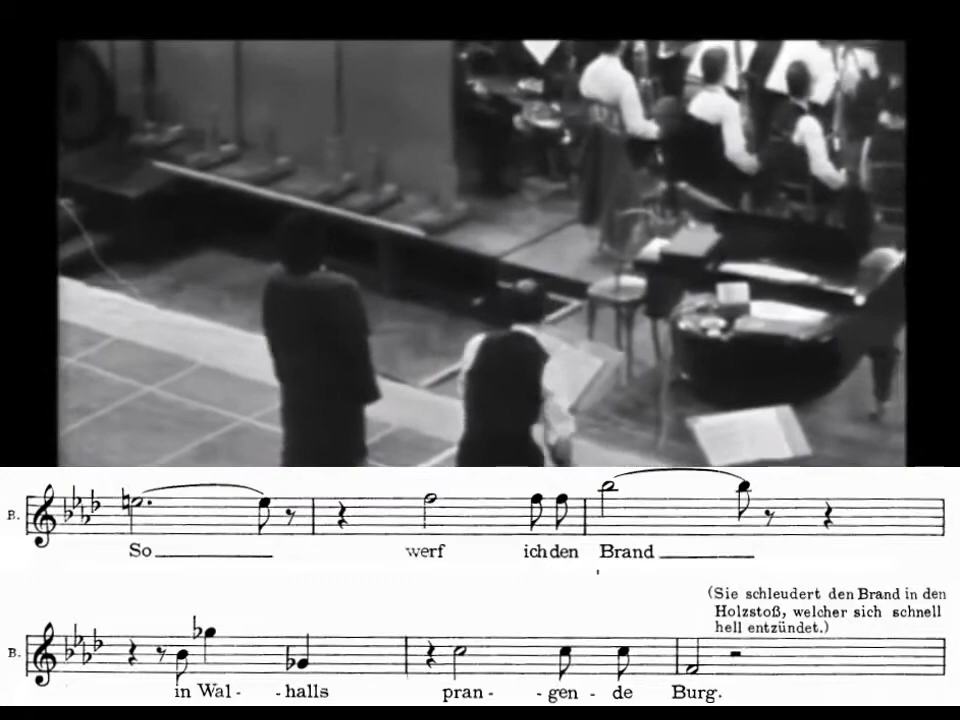 B.
So werf ich den Brand
(Sie schleudert den Brand in den
Holzstoß, welcher sich schnell
hell entzündet.)
B.
in Wal - - halls pran - - gen - de Burg.